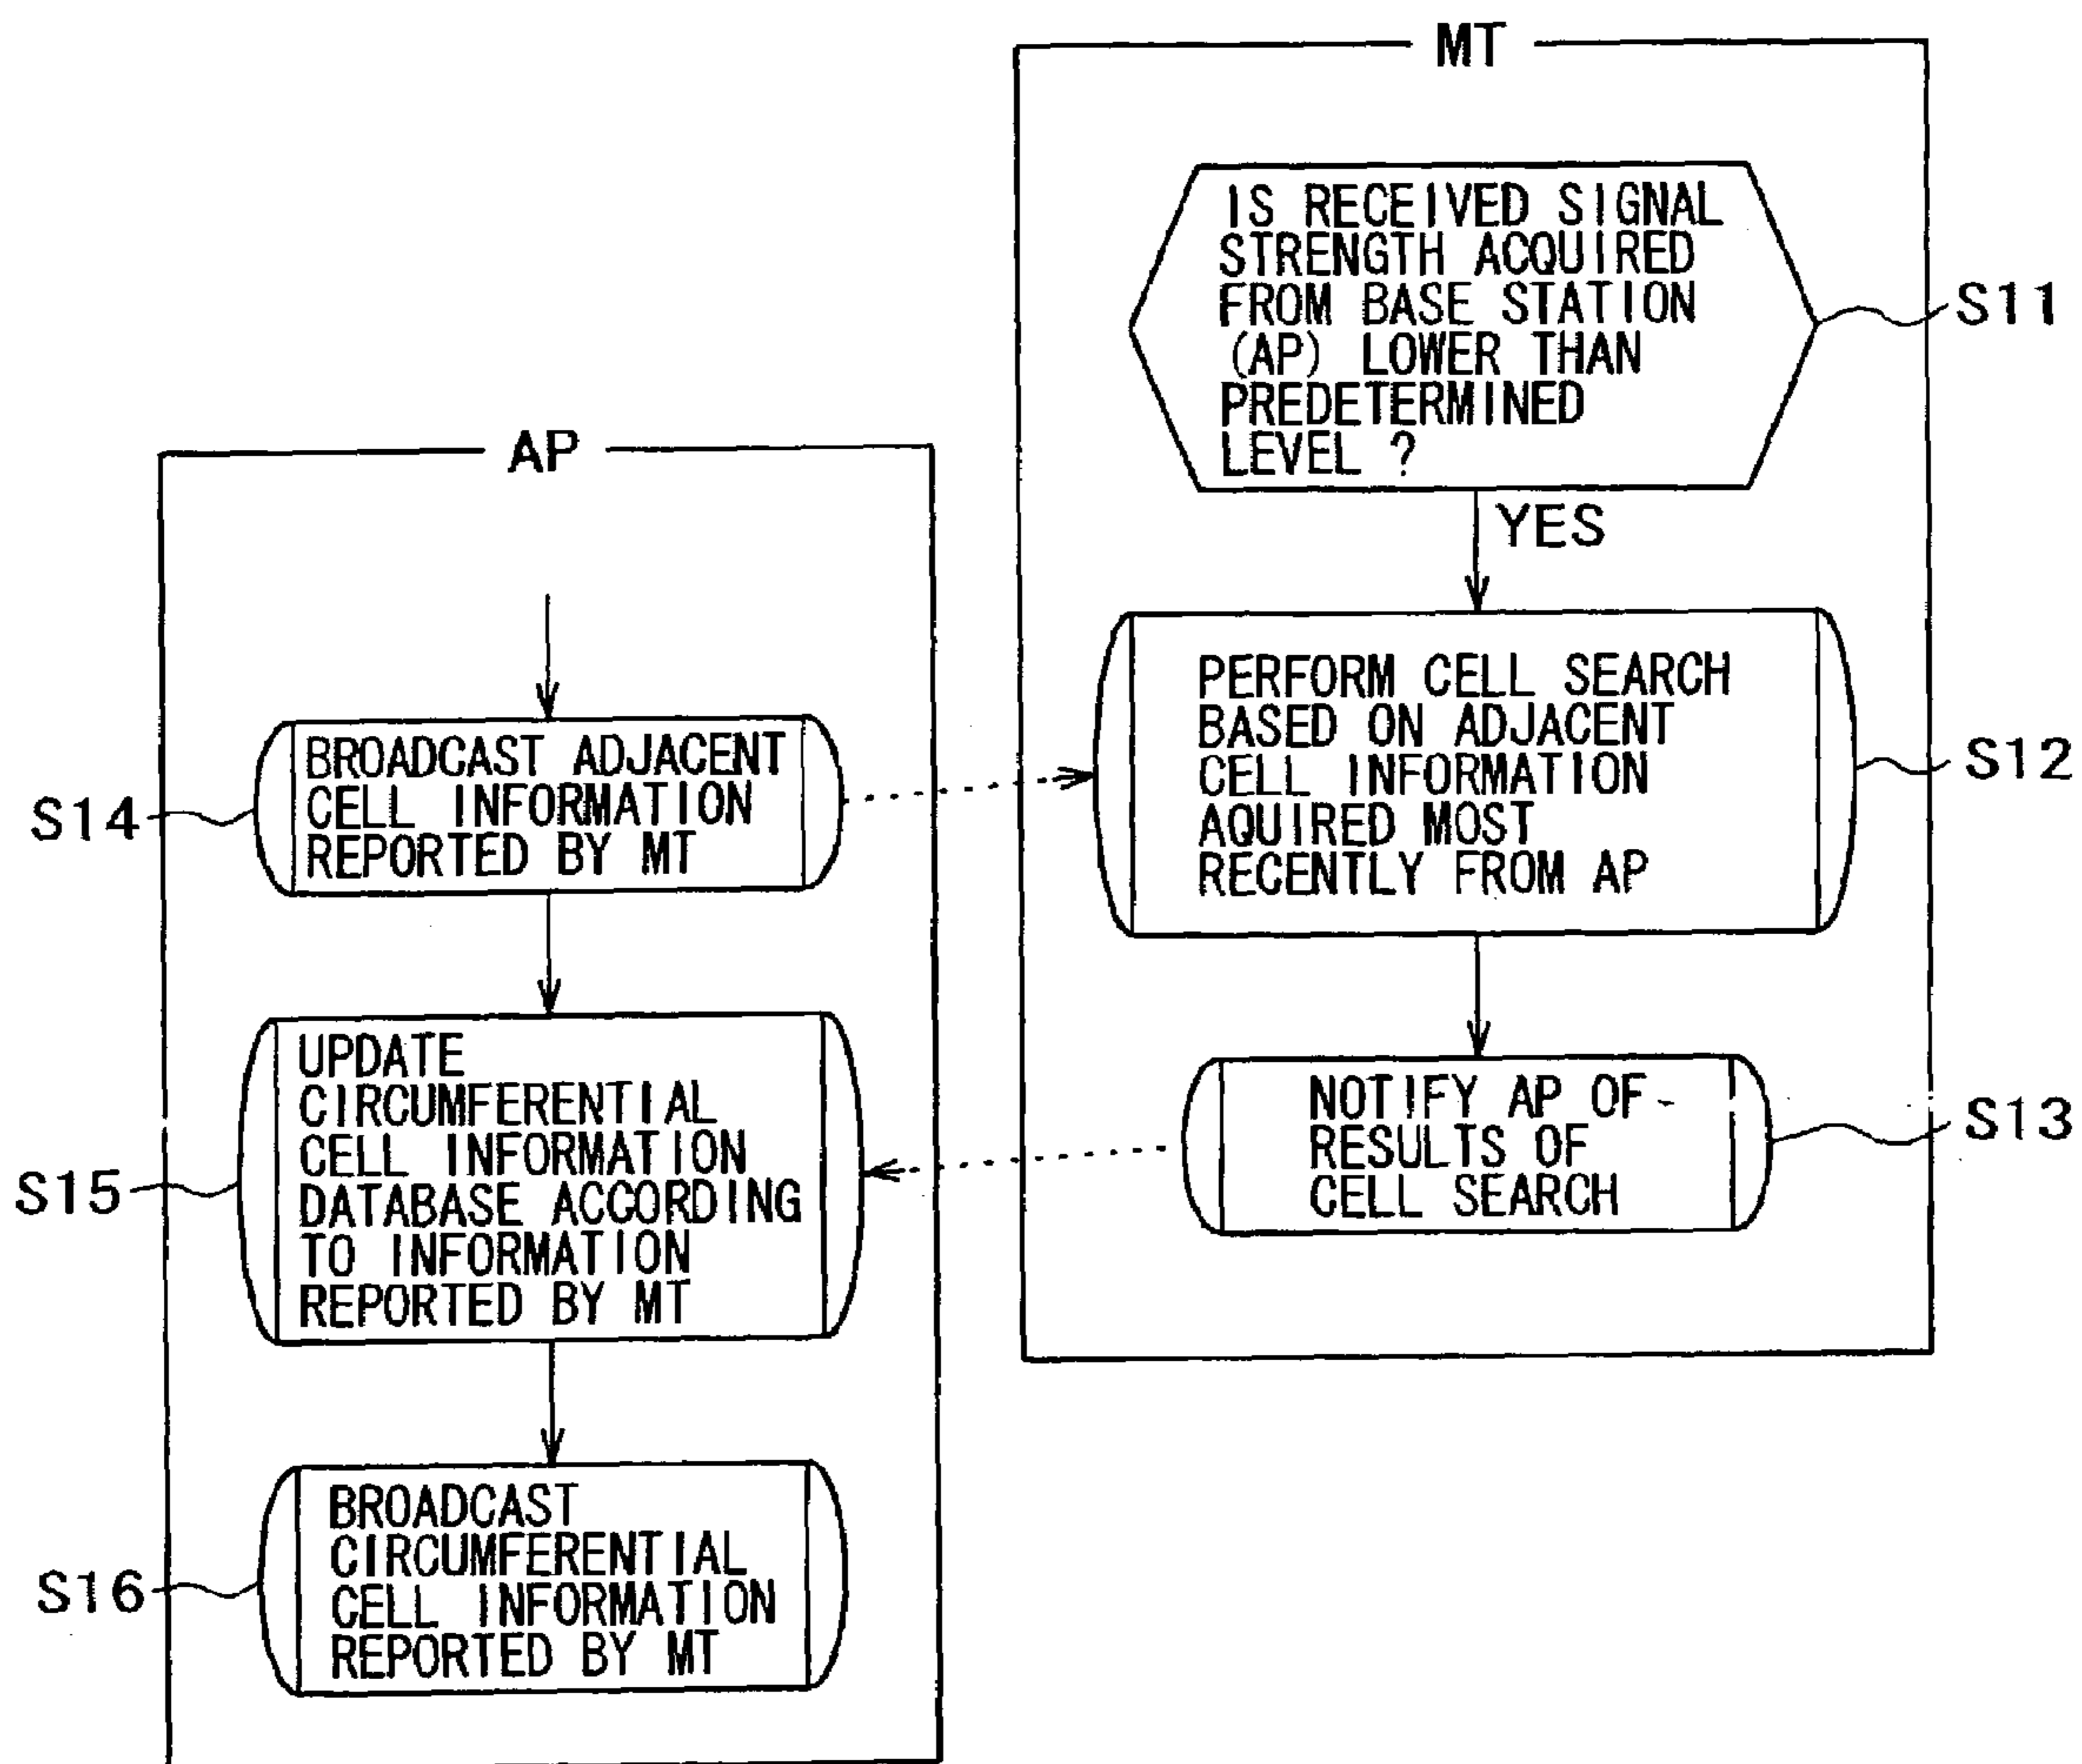 MT
IS RECEIVED SIGNAL
STRENGTH ACQUIRED
FROM BASE STATION
(AP) LOWER THAN
PREDETERMINED
LEVEL ?
S11
YES
PERFORM CELL SEARCH
BASED ON ADJACENT
CELL INFORMATION
AQUIRED MOST
RECENTLY FROM AP
S12
NOTIFY AP OF
RESULTS OF
CELL SEARCH
S13
AP
BROADCAST ADJACENT
CELL INFORMATION
REPORTED BY MT
S14
UPDATE
CIRCUMFERENTIAL
CELL INFORMATION
DATABASE ACCORDING
TO INFORMATION
REPORTED BY MT
S15
BROADCAST
CIRCUMFERENTIAL
CELL INFORMATION
REPORTED BY MT
S16